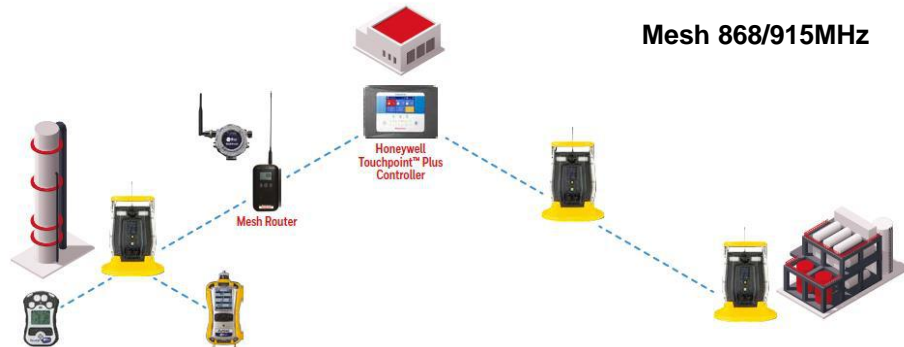 Mesh 868/915MHz
Honeywell
Touchpoint™ Plus
Controller
Mesh Router